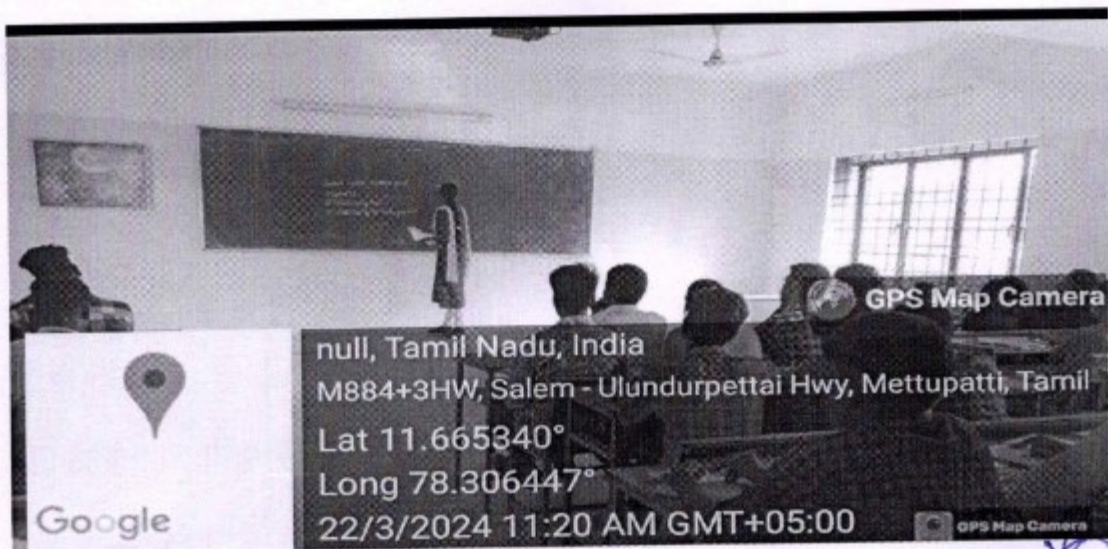 GPS Map Camera
null, Tamil Nadu, India
M884+3HW, Salem - Ulundurpettai Hwy, Mettupatti, Tamil
Lat 11.665340°
Long 78.306447°
22/3/2024 11:20 AM GMT+05:00
Google
GPS Map Camera